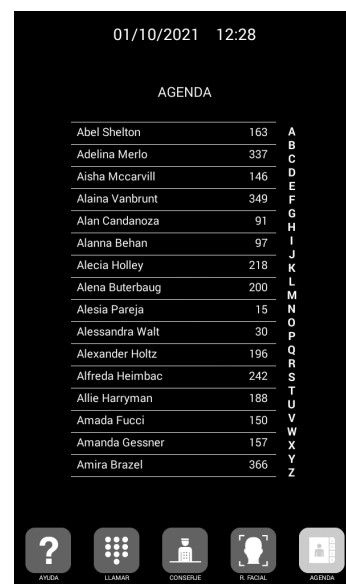 01/10/2021 12:28
AGENDA
Abel Shelton 163
Adelina Merlo 337
Aisha Mccarvill 146
Alaina Vanbrunt 349
Alan Candanoza 91
Alanna Behan 97
Alecia Holley 218
Alena Buterbaug 200
Alesia Pareja 15
Alessandra Walt 30
Alexander Holtz 196
Alfreda Heimbac 242
Allie Harryman 188
Amada Fucci 150
Amanda Gessner 157
Amira Brazel 366
A
B
C
D
E
F
G
H
I
J
K
L
M
N
O
P
Q
R
S
T
U
V
W
X
Y
Z
?
AYUDA LLAMAR CONSERJE R. FACIAL AGENDA